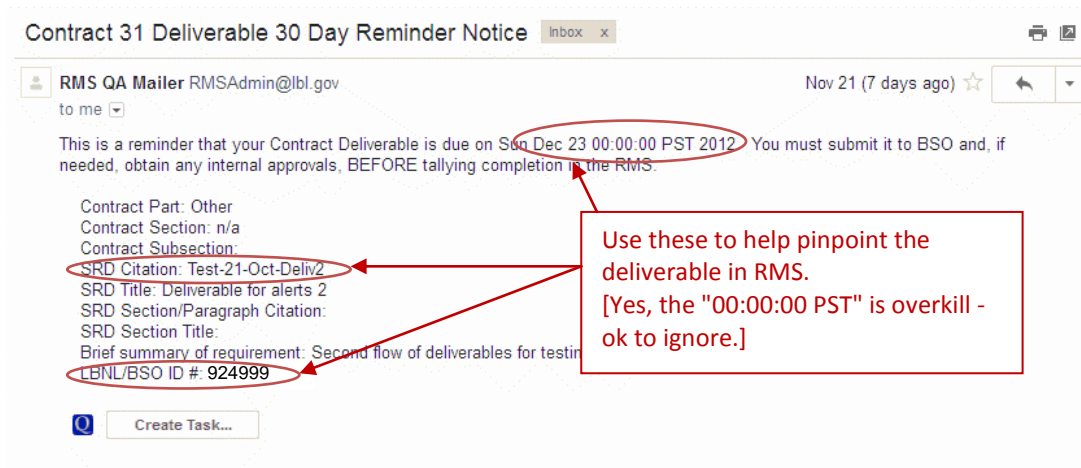 Contract 31 Deliverable 30 Day Reminder Notice Inbox x
RMS QA Mailer RMSAdmin@lbl.gov Nov 21 (7 days ago)
to me
This is a reminder that your Contract Deliverable is due on Sun Dec 23 00:00:00 PST 2012. You must submit it to BSO and, if
needed, obtain any internal approvals, BEFORE tallying completion in the RMS.
Contract Part: Other
Contract Section: n/a
Contract Subsection:
SRD Citation: Test-21-Oct-Deliv2
SRD Title: Deliverable for alerts 2
SRD Section/Paragraph Citation:
SRD Section Title:
Brief summary of requirement: Second flow of deliverables for testin
LBNL/BSO ID #: 924999
Use these to help pinpoint the
deliverable in RMS.
[Yes, the "00:00:00 PST" is overkill -
ok to ignore.]
Q Create Task...